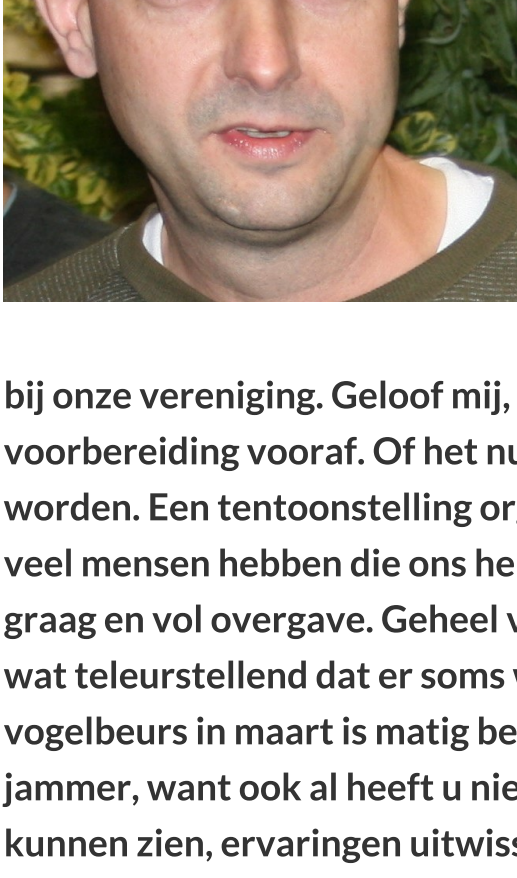 bij onze vereniging. Geloof mij,
voorbereiding vooraf. Of het
worden. Een tentoonstelling
veel mensen hebben die ons
graag en vol overgave. Geheel
wat teleurstellend dat er soms
vogelbeurs in maart is matig
jammer, want ook al heeft u
kunnen zien, ervaringen